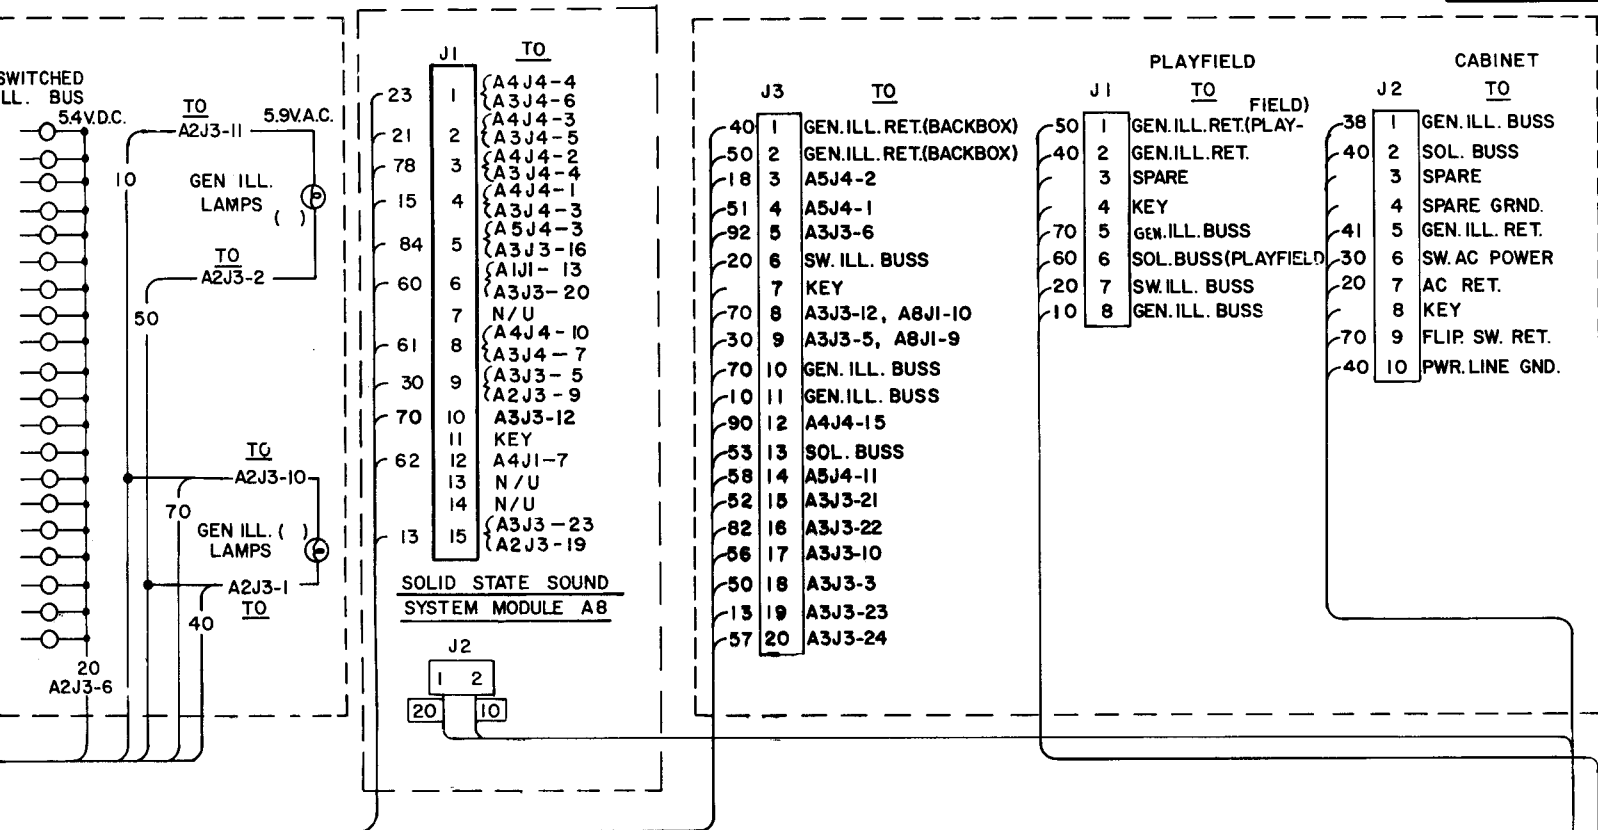 SWITCHED
LL. BUS
5.4V.D.C.
TO
A2J3-11
5.9V.A.C.
10
GEN ILL.
LAMPS
( )
TO
A2J3-2
50
TO
A2J3-10
70
GEN ILL. ( )
LAMPS
A2J3-1
TO
40
20
A2J3-6
J1 TO
23 1 A4J4-4
A3J4-6
21 2 A4J4-3
A3J4-5
78 3 A4J4-2
A3J4-4
15 4 A4J4-1
A3J4-3
84 5 A5J4-3
A3J3-16
60 6 A1J1-13
A3J3-20
7 N/U
61 8 A4J4-10
A3J4-7
30 9 A3J3-5
A2J3-9
70 10 A3J3-12
11 KEY
62 12 A4J1-7
13 N/U
14 N/U
13 15 A3J3-23
A2J3-19
SOLID STATE SOUND
SYSTEM MODULE A8
J2
1 2
20 10
J3 TO
40 1 GEN.ILL.RET.(BACKBOX)
50 2 GEN.ILL.RET.(BACKBOX)
18 3 A5J4-2
51 4 A5J4-1
92 5 A3J3-6
20 6 SW. ILL. BUSS
7 KEY
70 8 A3J3-12, A8J1-10
30 9 A3J3-5, A8J1-9
70 10 GEN. ILL. BUSS
10 11 GEN.ILL. BUSS
90 12 A4J4-15
53 13 SOL. BUSS
58 14 A5J4-11
52 15 A3J3-21
82 16 A3J3-22
56 17 A3J3-10
50 18 A3J3-3
13 19 A3J3-23
57 20 A3J3-24
PLAYFIELD
J1 TO
FIELD)
50 1 GEN.ILL.RET.(PLAY-
40 2 GEN.ILL.RET.
3 SPARE
4 KEY
70 5 GEN.ILL.BUSS
60 6 SOL.BUSS(PLAYFIELD
20 7 SW.ILL. BUSS
10 8 GEN.ILL. BUSS
CABINET
J2 TO
38 1 GEN.ILL. BUSS
40 2 SOL. BUSS
3 SPARE
4 SPARE GRND.
41 5 GEN.ILL. RET.
30 6 SW.AC POWER
20 7 AC RET.
8 KEY
70 9 FLIP. SW. RET.
40 10 PWR.LINE GND.